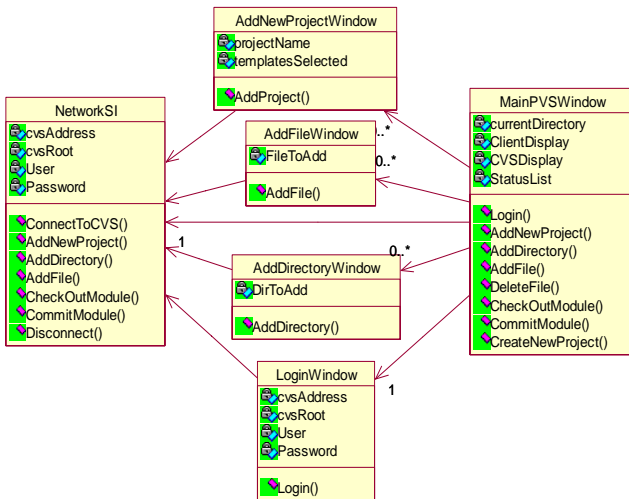 AddNewProjectWindow
projectName
templatesSelected
AddProject()
NetworkSI
cvsAddress
cvsRoot
User
Password
ConnectToCVS()
AddNewProject()
AddDirectory()
AddFile()
CheckOutModule()
CommitModule()
Disconnect()
AddFileWindow
FileToAdd
AddFile()
MainPVSWindow
currentDirectory
ClientDisplay
CVSDisplay
StatusList
Login()
AddNewProject()
AddDirectory()
AddFile()
DeleteFile()
CheckOutModule()
CommitModule()
CreateNewProject()
0..*
0..*
0..*
1
AddDirectoryWindow
DirToAdd
AddDirectory()
LoginWindow
cvsAddress
cvsRoot
User
Password
Login()
1